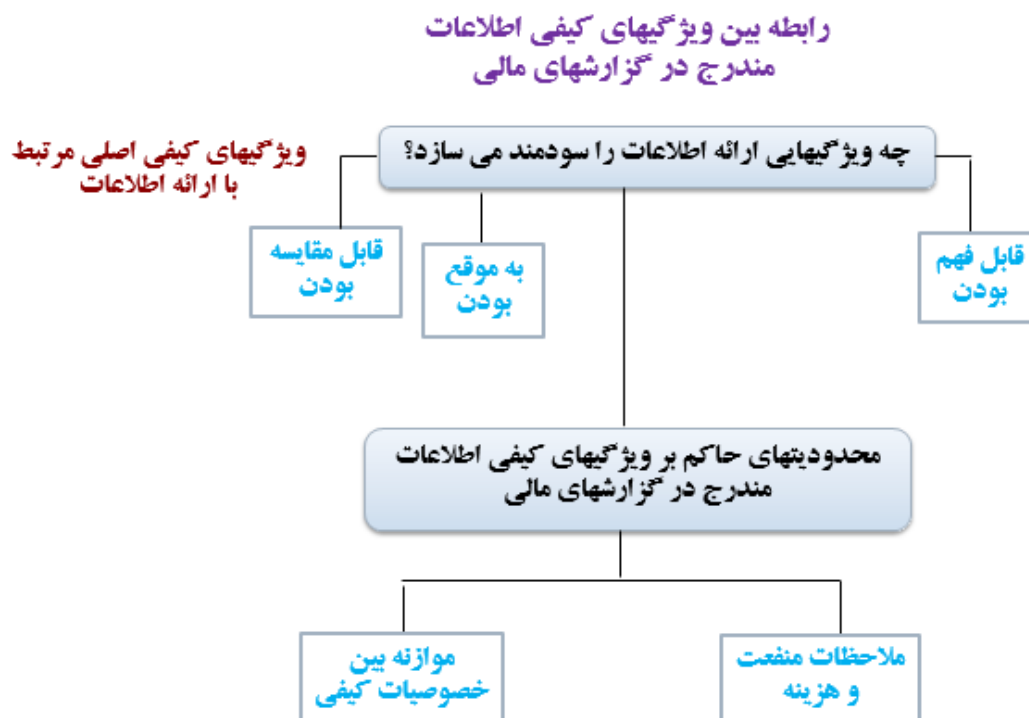 رابطه بین ویژگیهای کیفی اطلاعات
مندرج در گزارشهای مالی
چه ویژگیهایی ارائه اطلاعات را سودمند می سازد؟
ویژگیهای کیفی اصلی مرتبط
با ارائه اطلاعات
قابل فهم
بودن
به موقع
بودن
قابل مقایسه
بودن
محدودیتهای حاکم بر ویژگیهای کیفی اطلاعات
مندرج در گزارشهای مالی
ملاحظات منفعت
و هزینه
موازنه بین
خصوصیات کیفی